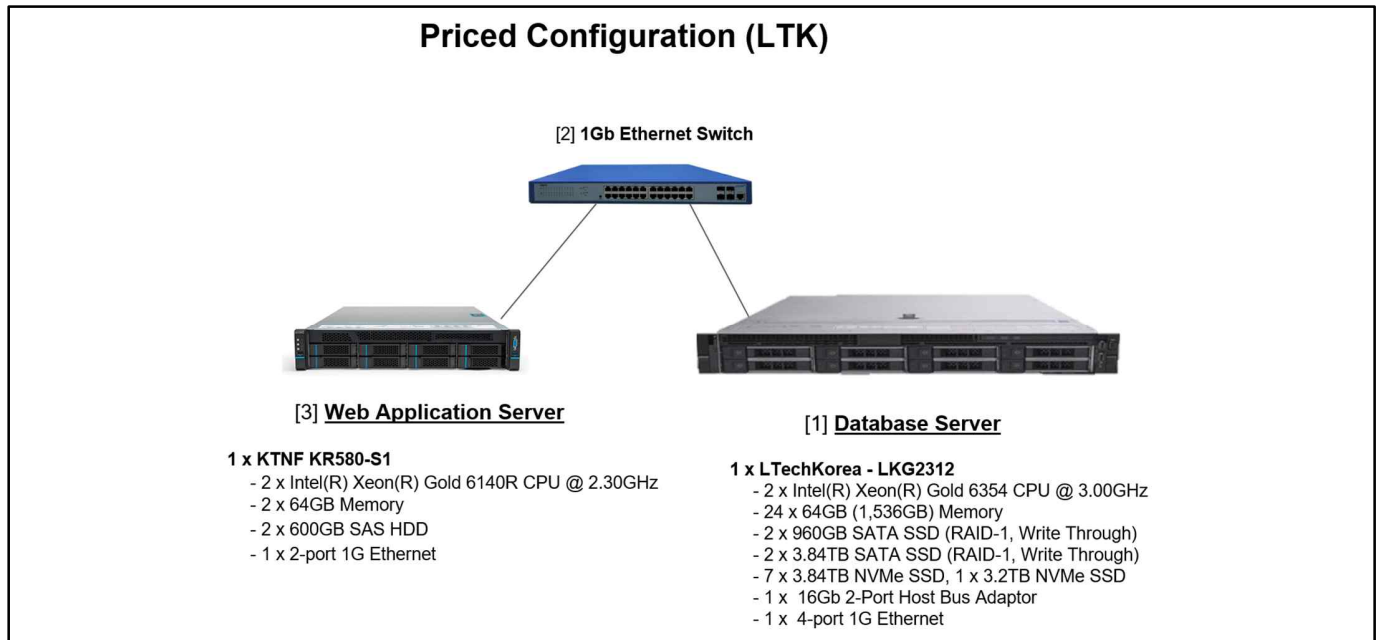 Priced Configuration (LTK)
[2] 1Gb Ethernet Switch
[3] Web Application Server
1 x KTNF KR580-S1
- 2 x Intel(R) Xeon(R) Gold 6140R CPU @ 2.30GHz
- 2 x 64GB Memory
- 2 x 600GB SAS HDD
- 1 x 2-port 1G Ethernet
[1] Database Server
1 x LTechKorea - LKG2312
- 2 x Intel(R) Xeon(R) Gold 6354 CPU @ 3.00GHz
- 24 x 64GB (1,536GB) Memory
- 2 x 960GB SATA SSD (RAID-1, Write Through)
- 2 x 3.84TB SATA SSD (RAID-1, Write Through)
- 7 x 3.84TB NVMe SSD, 1 x 3.2TB NVMe SSD
- 1 x  16Gb 2-Port Host Bus Adaptor
- 1 x  4-port 1G Ethernet